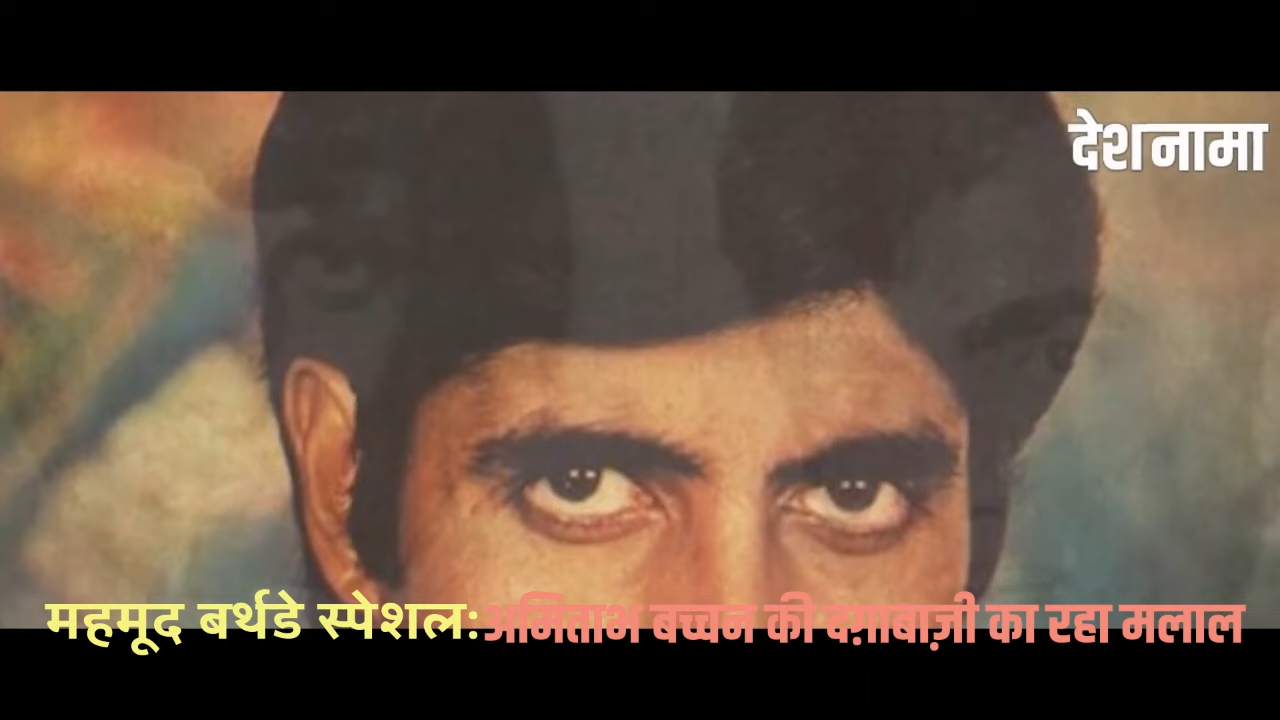 देशनामा
महमूद बर्थडे स्पेशल:अमिताभ बच्चन की दग़ाबाज़ी का रहा मलाल